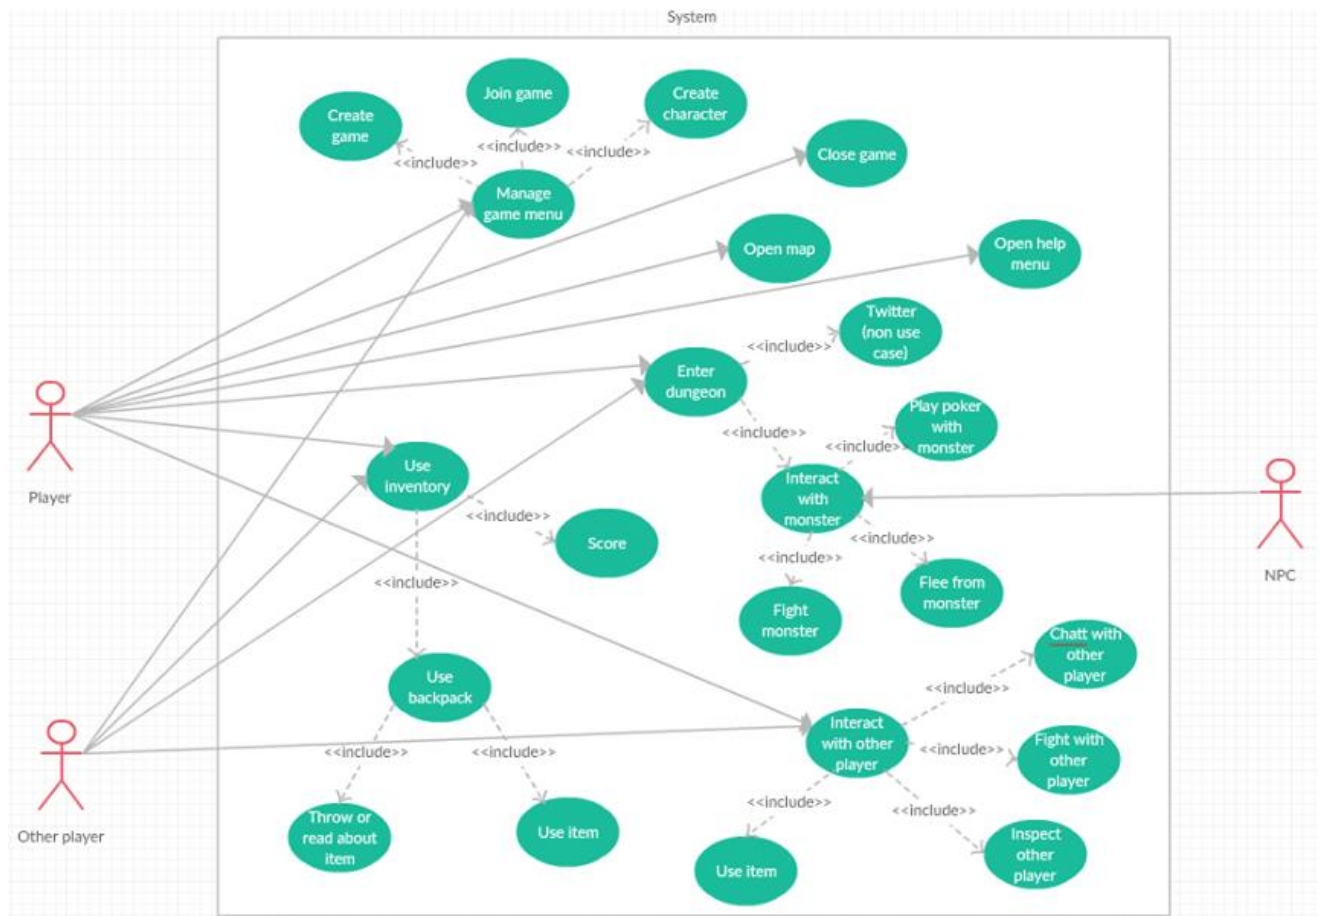 System
Join game
Create
character
Create
game
<<include>>
<<include>>
<<include>>
Close game
Manage
game menu
Open map
Open help
menu
Twitter
(non use
case)
<<include>>
Enter
dungeon
Play poker
with
monster
<<include>>
<<include>>
Use
inventory
Interact
with
monster
Player
<<include>>
Score
<<include>>
<<include>>
NPC
<<include>>
Flee from
monster
Fight
monster
Chatt with
other
player
Use
backpack
<<include>>
Interact
with other
player
<<include>>
<<include>>
<<include>>
Fight with
other
player
<<include>>
<<include>>
Throw or
read about
item
Use item
Other player
Inspect
other
player
Use item